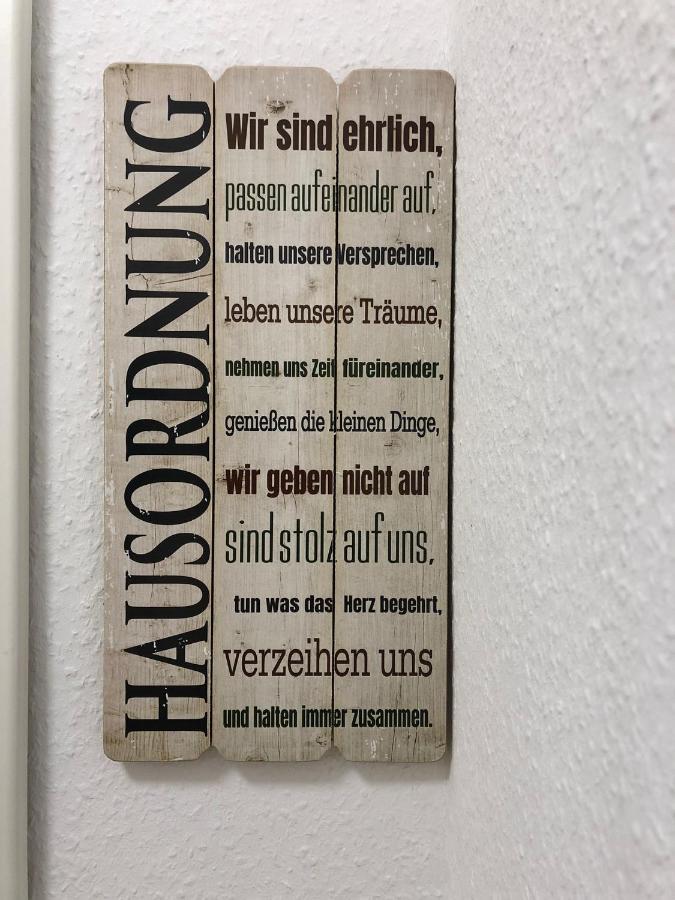 HAUSORDNUNG
Wir sind ehrlich,
passen aufeinander auf,
halten unsere Versprechen,
leben unsere Träume,
nehmen uns Zeit füreinander,
genießen die kleinen Dinge,
wir geben nicht auf
sind stolz auf uns,
tun was das Herz begehrt,
verzeihen uns
und halten immer zusammen.